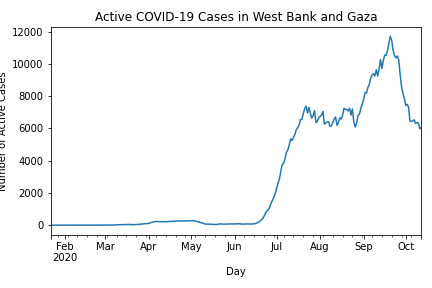 Active COVID-19 Cases in West Bank and Gaza
Number of Active Cases
12000
10000
8000
6000
4000
2000
0
Feb Mar Apr May Jun Jul Aug Sep Oct
2020
Day